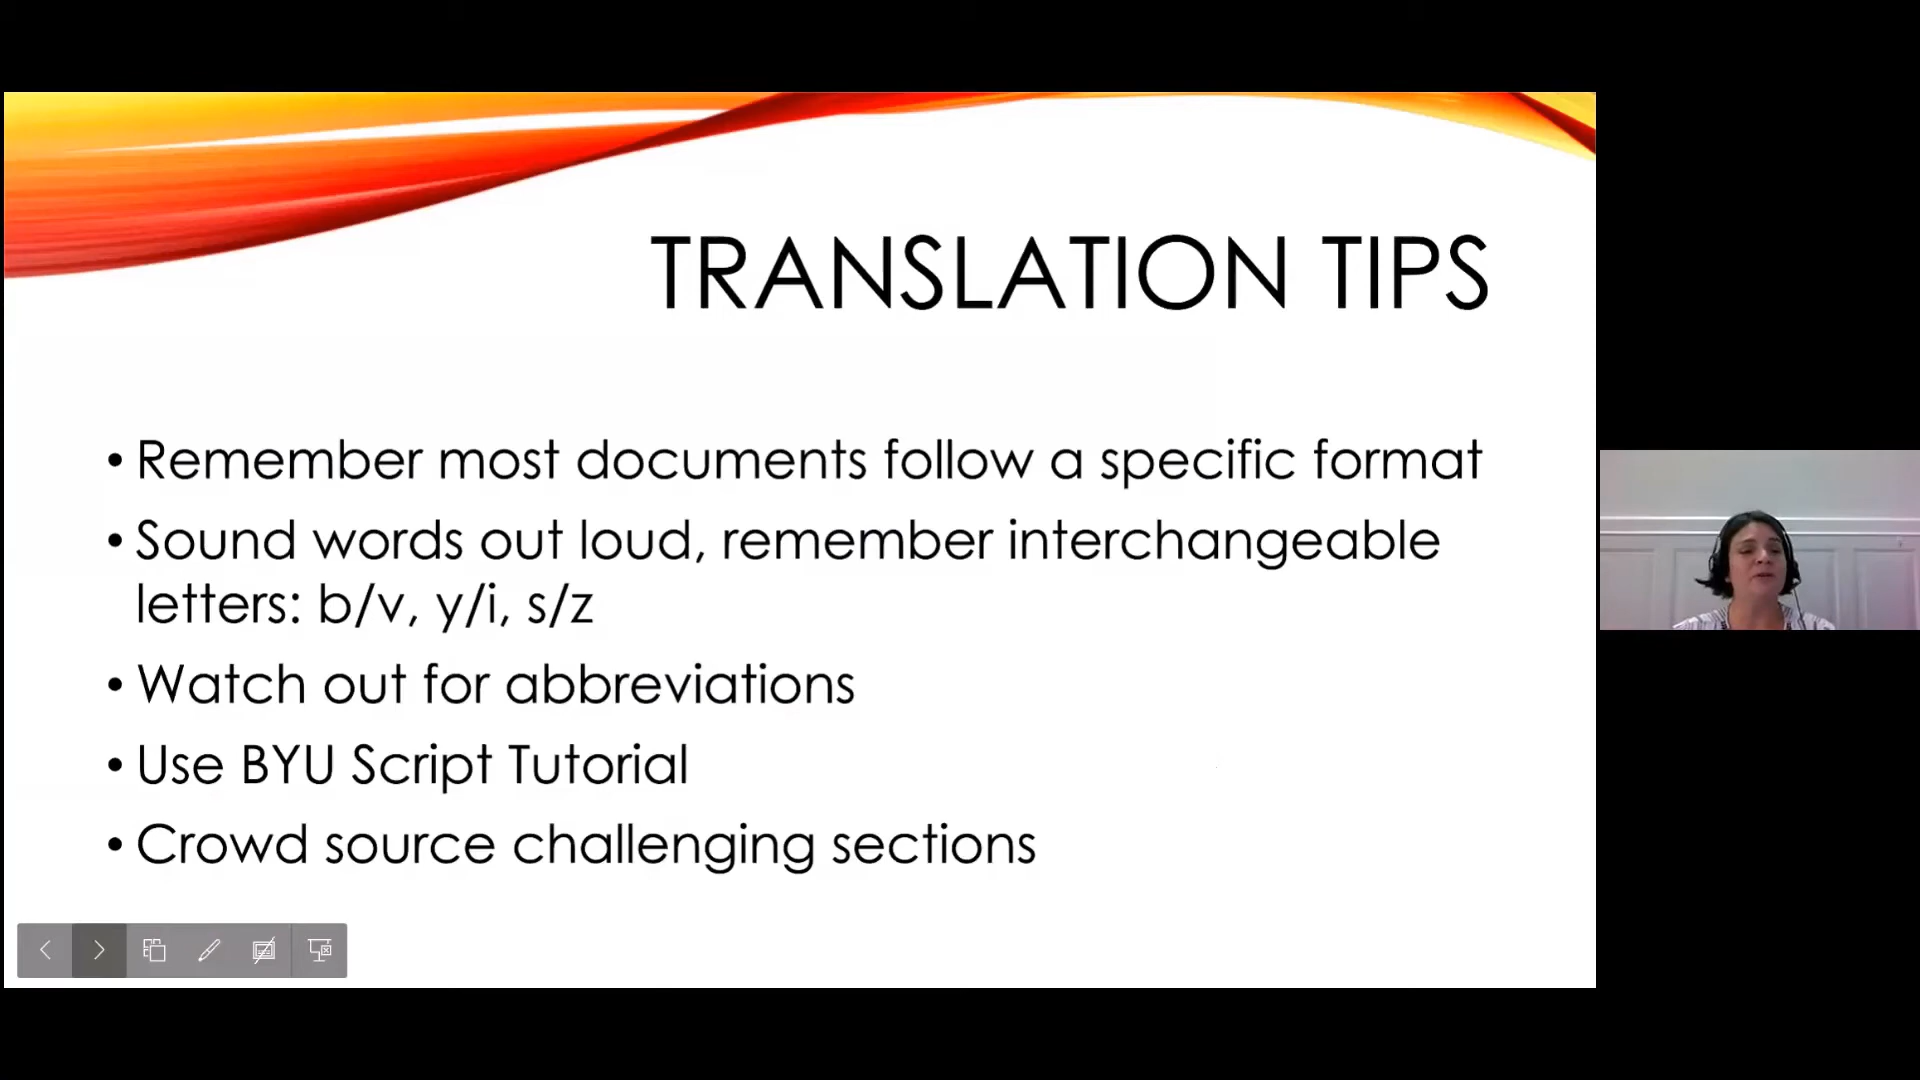 TRANSLATION TIPS
• Remember most documents follow a specific format
• Sound words out loud, remember interchangeable
letters: b/v, y/i, s/z
• Watch out for abbreviations
• Use BYU Script Tutorial
• Crowd source challenging sections